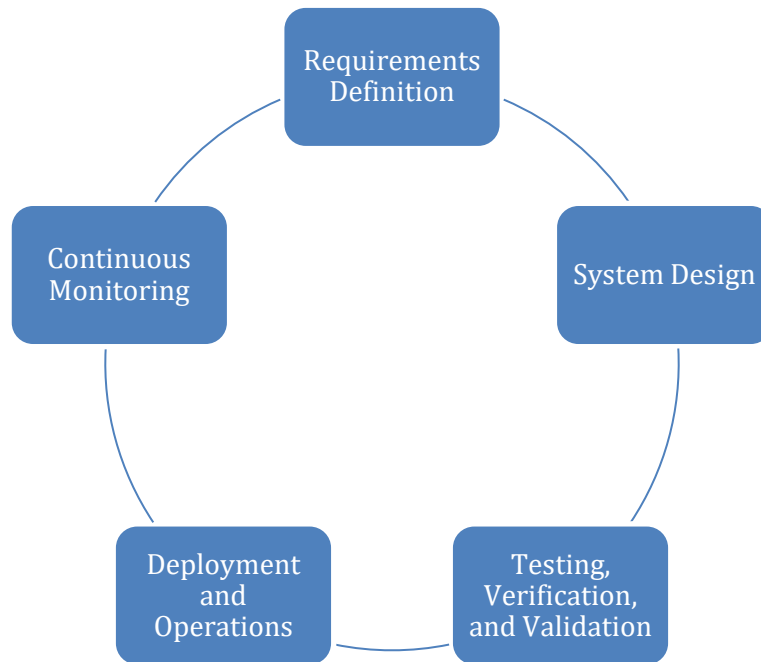 Requirements
Definition
System Design
Testing,
Verification,
and Validation
Deployment
and
Operations
Continuous
Monitoring